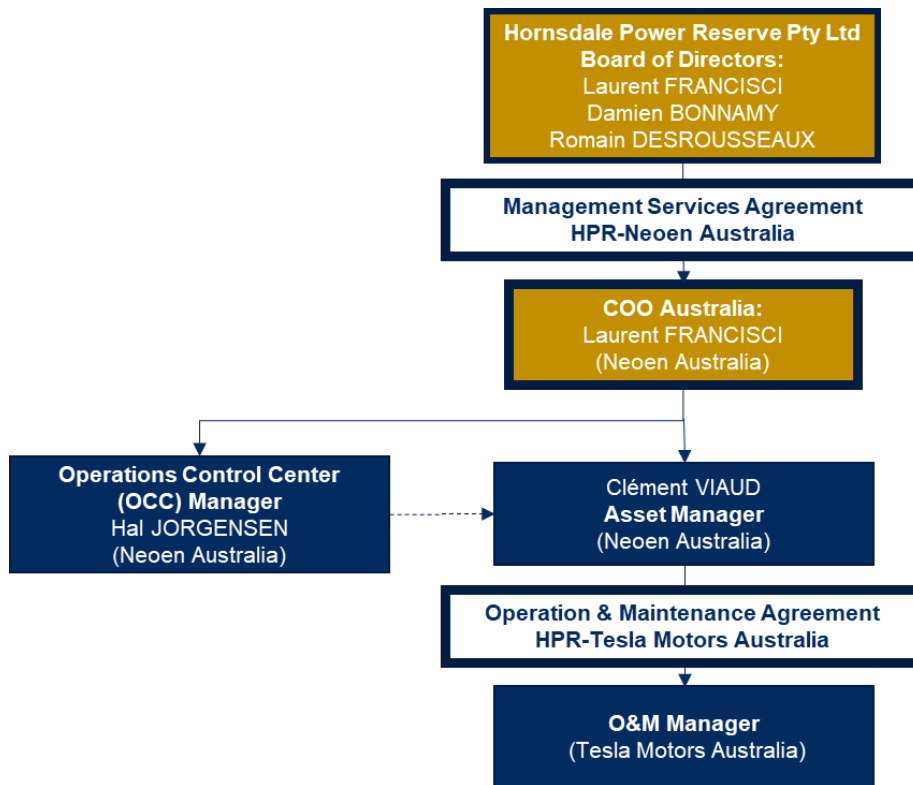 Hornsdale Power Reserve Pty Ltd
Board of Directors:
Laurent FRANCISCI
Damien BONNAMY
Romain DESROUSSEAUX
Management Services Agreement
HPR-Neoen Australia
COO Australia:
Laurent FRANCISCI
(Neoen Australia)
Operations Control Center
(OCC) Manager
Hal JORGENSEN
(Neoen Australia)
Clément VIAUD
Asset Manager
(Neoen Australia)
Operation & Maintenance Agreement
HPR-Tesla Motors Australia
O&M Manager
(Tesla Motors Australia)